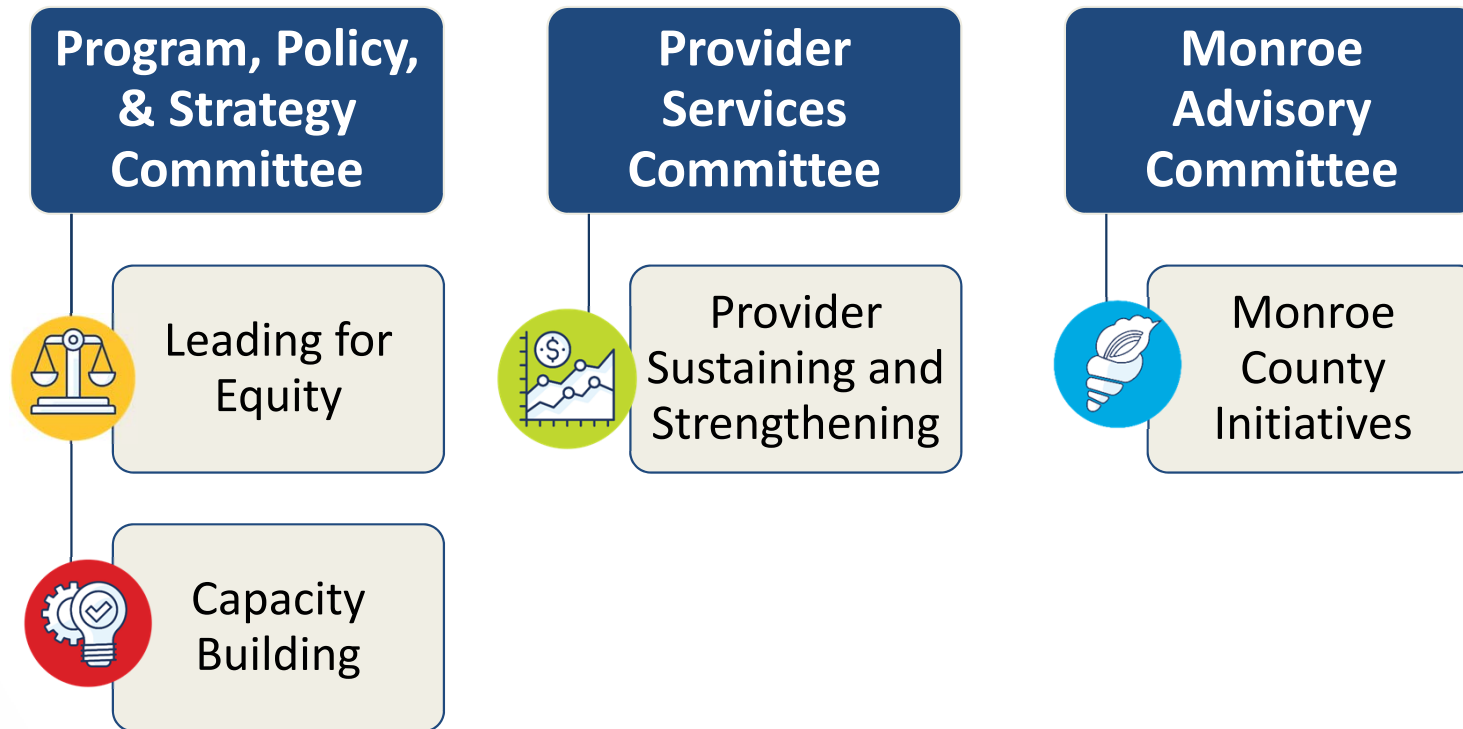 Program, Policy,
& Strategy
Committee
Leading for
Equity
Capacity
Building
Provider
Services
Committee
$
Provider
Sustaining and
Strengthening
Monroe
Advisory
Committee
Monroe
County
Initiatives